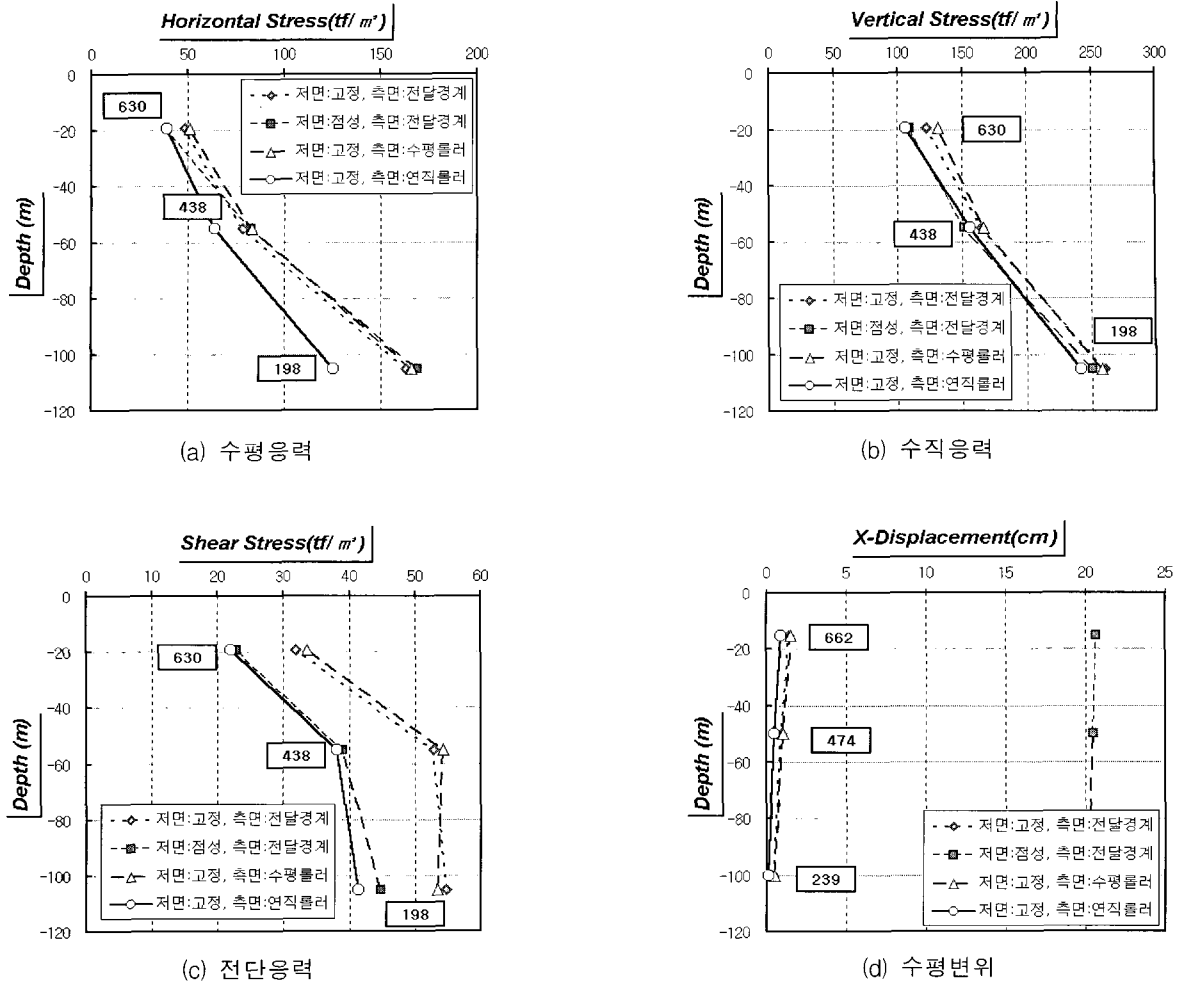 Horizontal Stress(tf/㎡)
0 50 100 150 200
0
-20
-40
-60
-80
-100
-120
Depth (m)
630
438
198
저면:고정, 측면:전달경계
저면:점성, 측면:전달경계
저면:고정, 측면:수평롤러
저면:고정, 측면:연직롤러
(a) 수평응력
Vertical Stress(tf/㎡)
0 50 100 150 200 250 300
0
-20
-40
-60
-80
-100
-120
Depth (m)
630
438
198
저면:고정, 측면:전달경계
저면:점성, 측면:전달경계
저면:고정, 측면:수평롤러
저면:고정, 측면:연직롤러
(b) 수직응력
Shear Stress(tf/㎡)
0 10 20 30 40 50 60
0
-20
-40
-60
-80
-100
-120
Depth (m)
630
438
198
저면:고정, 측면:전달경계
저면:점성, 측면:전달경계
저면:고정, 측면:수평롤러
저면:고정, 측면:연직롤러
(c) 전단응력
X-Displacement(cm)
0 5 10 15 20 25
0
-20
-40
-60
-80
-100
-120
Depth (m)
662
474
239
저면:고정, 측면:전달경계
저면:점성, 측면:전달경계
저면:고정, 측면:수평롤러
저면:고정, 측면:연직롤러
(d) 수평변위